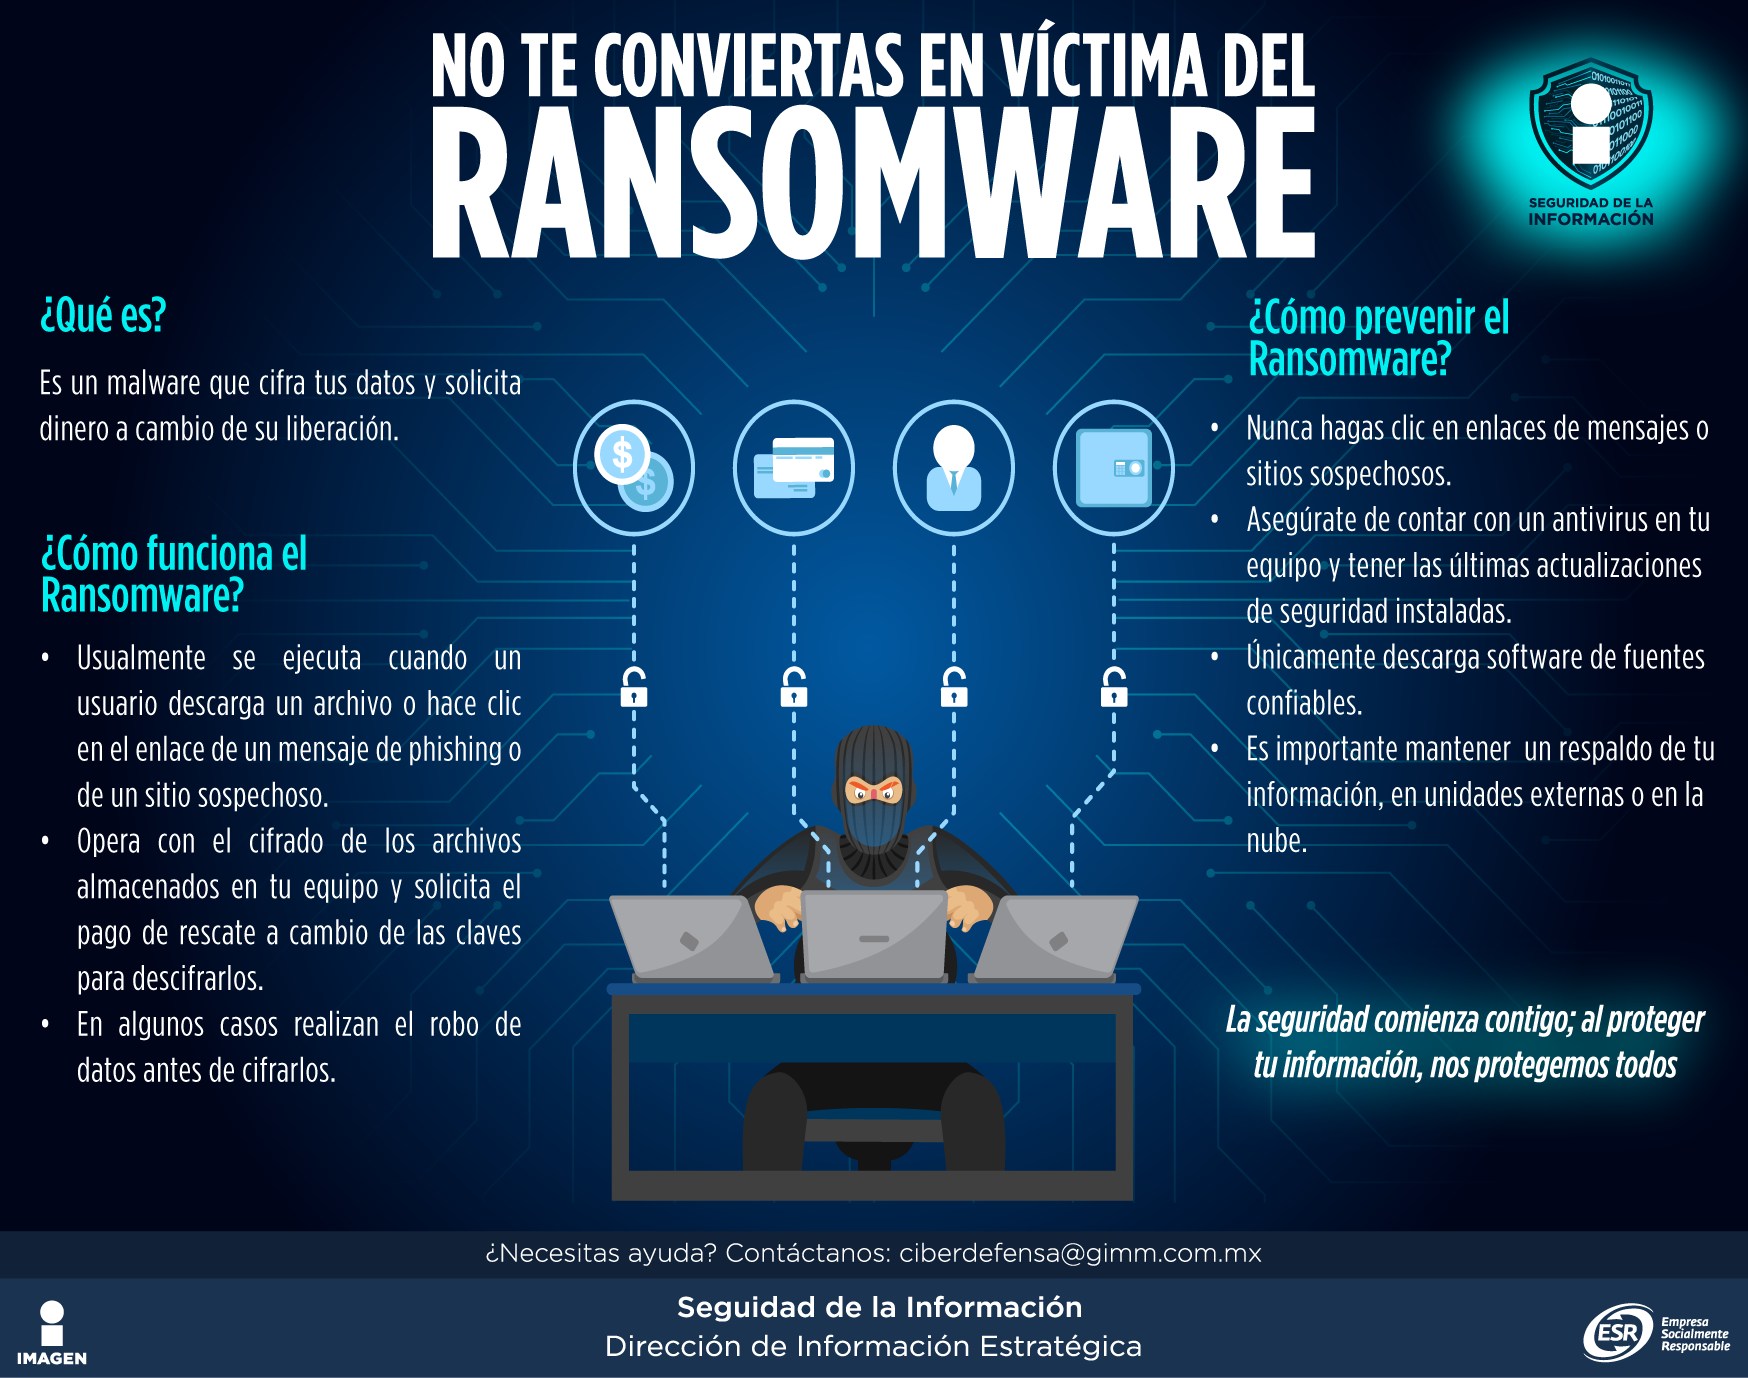 NO TE CONVIERTAS EN VÍCTIMA DEL
RANSOMWARE
SEGURIDAD DE LA
INFORMACIÓN
¿Qué es?
Es un malware que cifra tus datos y solicita
dinero a cambio de su liberación.
¿Cómo funciona el
Ransomware?
• Usualmente se ejecuta cuando un
usuario descarga un archivo o hace clic
en el enlace de un mensaje de phishing o
de un sitio sospechoso.
• Opera con el cifrado de los archivos
almacenados en tu equipo y solicita el
pago de rescate a cambio de las claves
para descifrarlos.
• En algunos casos realizan el robo de
datos antes de cifrarlos.
$
$
¿Cómo prevenir el
Ransomware?
• Nunca hagas clic en enlaces de mensajes o
sitios sospechosos.
• Asegúrate de contar con un antivirus en tu
equipo y tener las últimas actualizaciones
de seguridad instaladas.
• Únicamente descarga software de fuentes
confiables.
• Es importante mantener un respaldo de tu
información, en unidades externas o en la
nube.
La seguridad comienza contigo; al proteger
tu información, nos protegemos todos
¿Necesitas ayuda? Contáctanos: ciberdefensa@gimm.com.mx
Seguidad de la Información
Dirección de Información Estratégica
IMAGEN
ESR
Empresa
Socialmente
Responsable